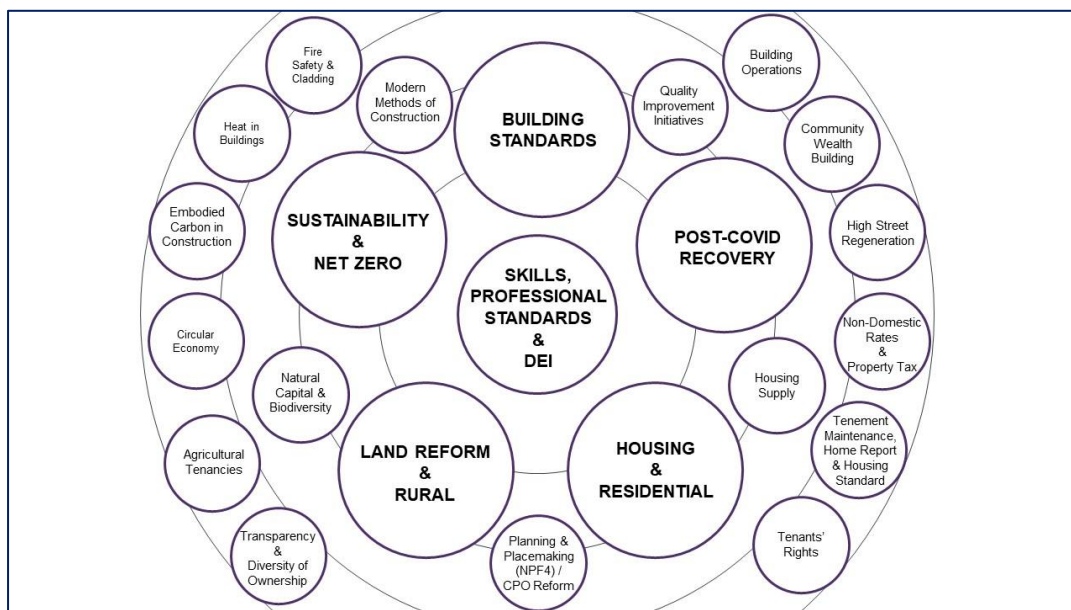 Fire
Safety &
Cladding
Modern
Methods of
Construction
BUILDING
STANDARDS
Quality
Improvement
Initiatives
Building
Operations
Heat in
Buildings
Community
Wealth
Building
Embodied
Carbon in
Construction
SUSTAINABILITY
&
NET ZERO
POST-COVID
RECOVERY
High Street
Regeneration
SKILLS,
PROFESSIONAL
STANDARDS
&
DEI
Circular
Economy
Non-Domestic
Rates
&
Property Tax
Natural
Capital &
Biodiversity
Housing
Supply
Agricultural
Tenancies
LAND REFORM
&
RURAL
HOUSING
&
RESIDENTIAL
Tenement
Maintenance,
Home Report
& Housing
Standard
Transparency
&
Diversity of
Ownership
Planning &
Placemaking
(NPF4) /
CPO Reform
Tenants'
Rights